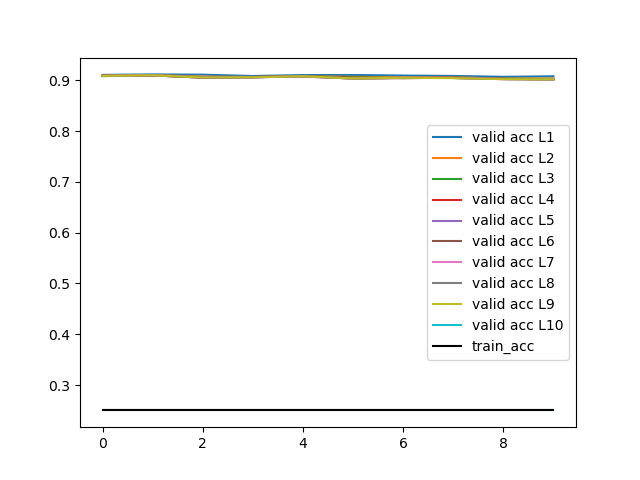 0.9
0.8
0.7
0.6
0.5
0.4
0.3
0
2
4
6
8
valid acc L1
valid acc L2
valid acc L3
valid acc L4
valid acc L5
valid acc L6
valid acc L7
valid acc L8
valid acc L9
valid acc L10
train_acc